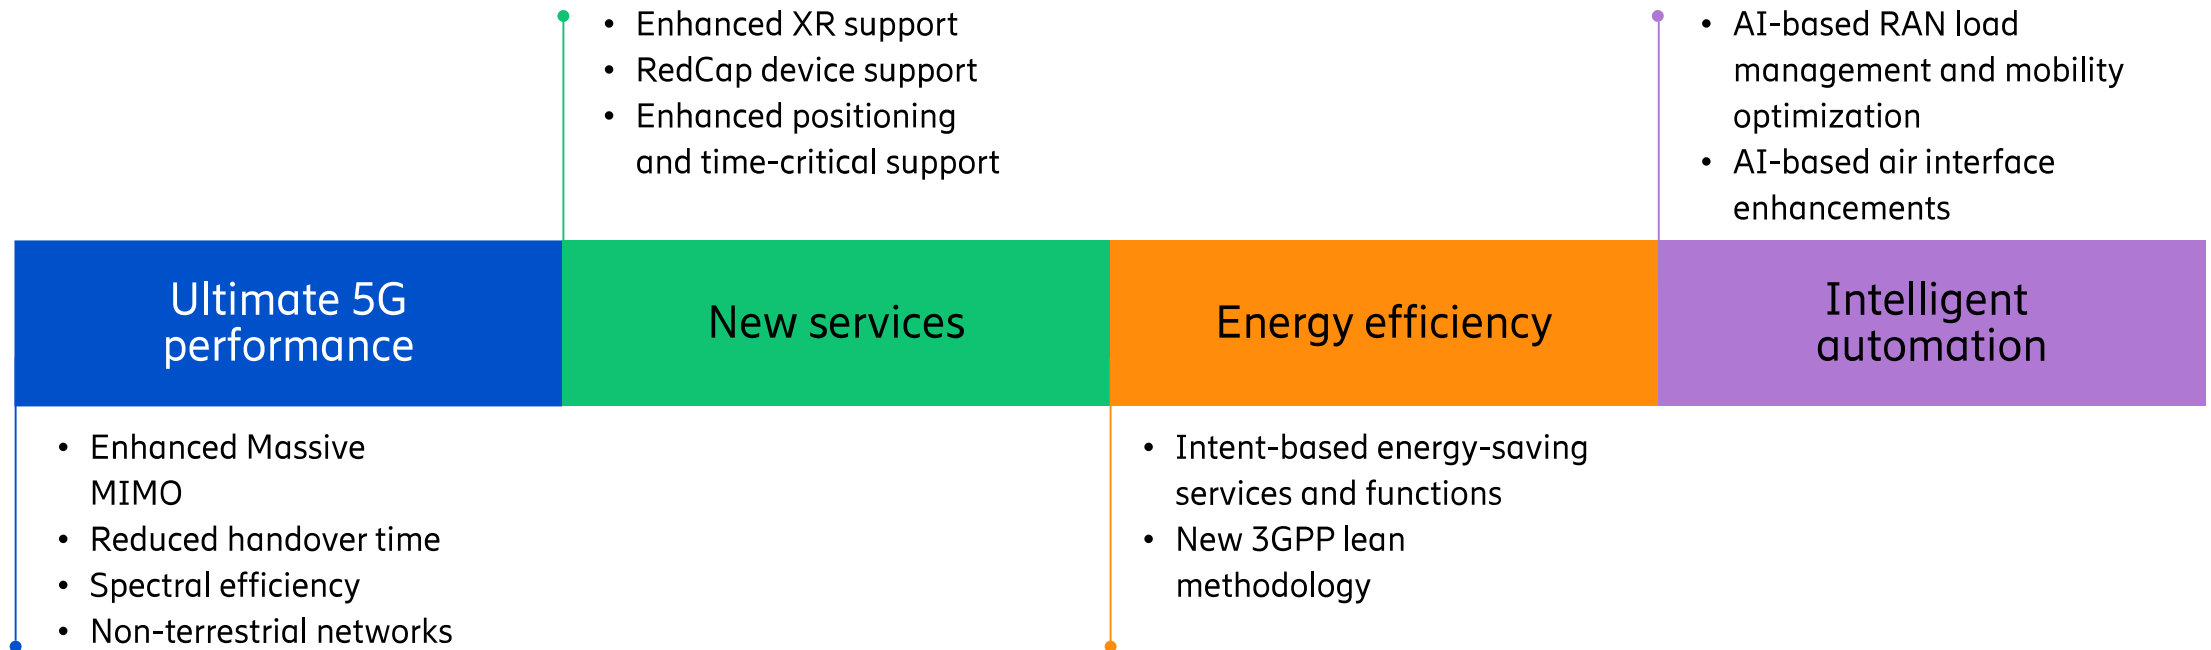 • Enhanced XR support
• RedCap device support
• Enhanced positioning
and time-critical support
• AI-based RAN load
management and mobility
optimization
• AI-based air interface
enhancements
Ultimate 5G
performance
New services
Energy efficiency
Intelligent
automation
• Enhanced Massive
MIMO
• Reduced handover time
• Spectral efficiency
• Non-terrestrial networks
• Intent-based energy-saving
services and functions
• New 3GPP lean
methodology